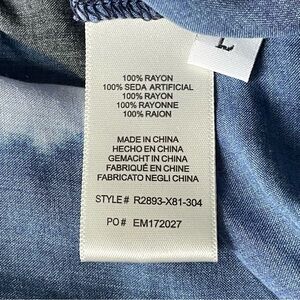 L
100% RAYON
100% SEDA ARTIFICIAL
100% RAYON
100% RAYONNE
100% RAION
MADE IN CHINA
HECHO EN CHINA
GEMACHT IN CHINA
FABRIQUÉ EN CHINE
FABRICATO NEGLI CHINA
STYLE# R2893-X81-304
PO# EM172027